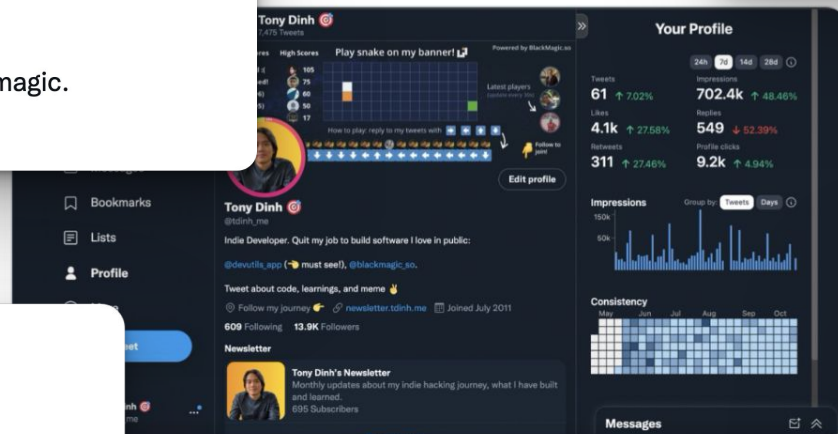 magic.
Bookmarks
Lists
Profile
Tony Dinh
7,475 Tweets
High Scores
105
75
60
50
17
Play snake on my banner!
Powered by BlackMagic.so
Latest players
How to play: reply to my tweets with
Follow to join!
Edit profile
Tony Dinh
@tdinh_me
Indie Developer. Quit my job to build software I love in public:
@devutils_app (👈 must see!), @blackmagic_so.
Tweet about code, learnings, and meme ✌️
Follow my journey 👉 newsletter.tdinh.me Joined July 2011
609 Following 13.9K Followers
Newsletter
Tony Dinh's Newsletter
Monthly updates about my indie hacking journey, what I have built
and learned.
695 Subscribers
Your Profile
24h 7d 14d 28d
Tweets Impressions
61 ↑ 7.02% 702.4k ↑ 48.46%
Likes Replies
4.1k ↑ 27.58% 549 ↓ 52.39%
Retweets Profile clicks
311 ↑ 27.46% 9.2k ↑ 4.94%
Impressions Group by: Tweets Days
150k
50k
Consistency
May Jun Jul Aug Sep Oct
Messages